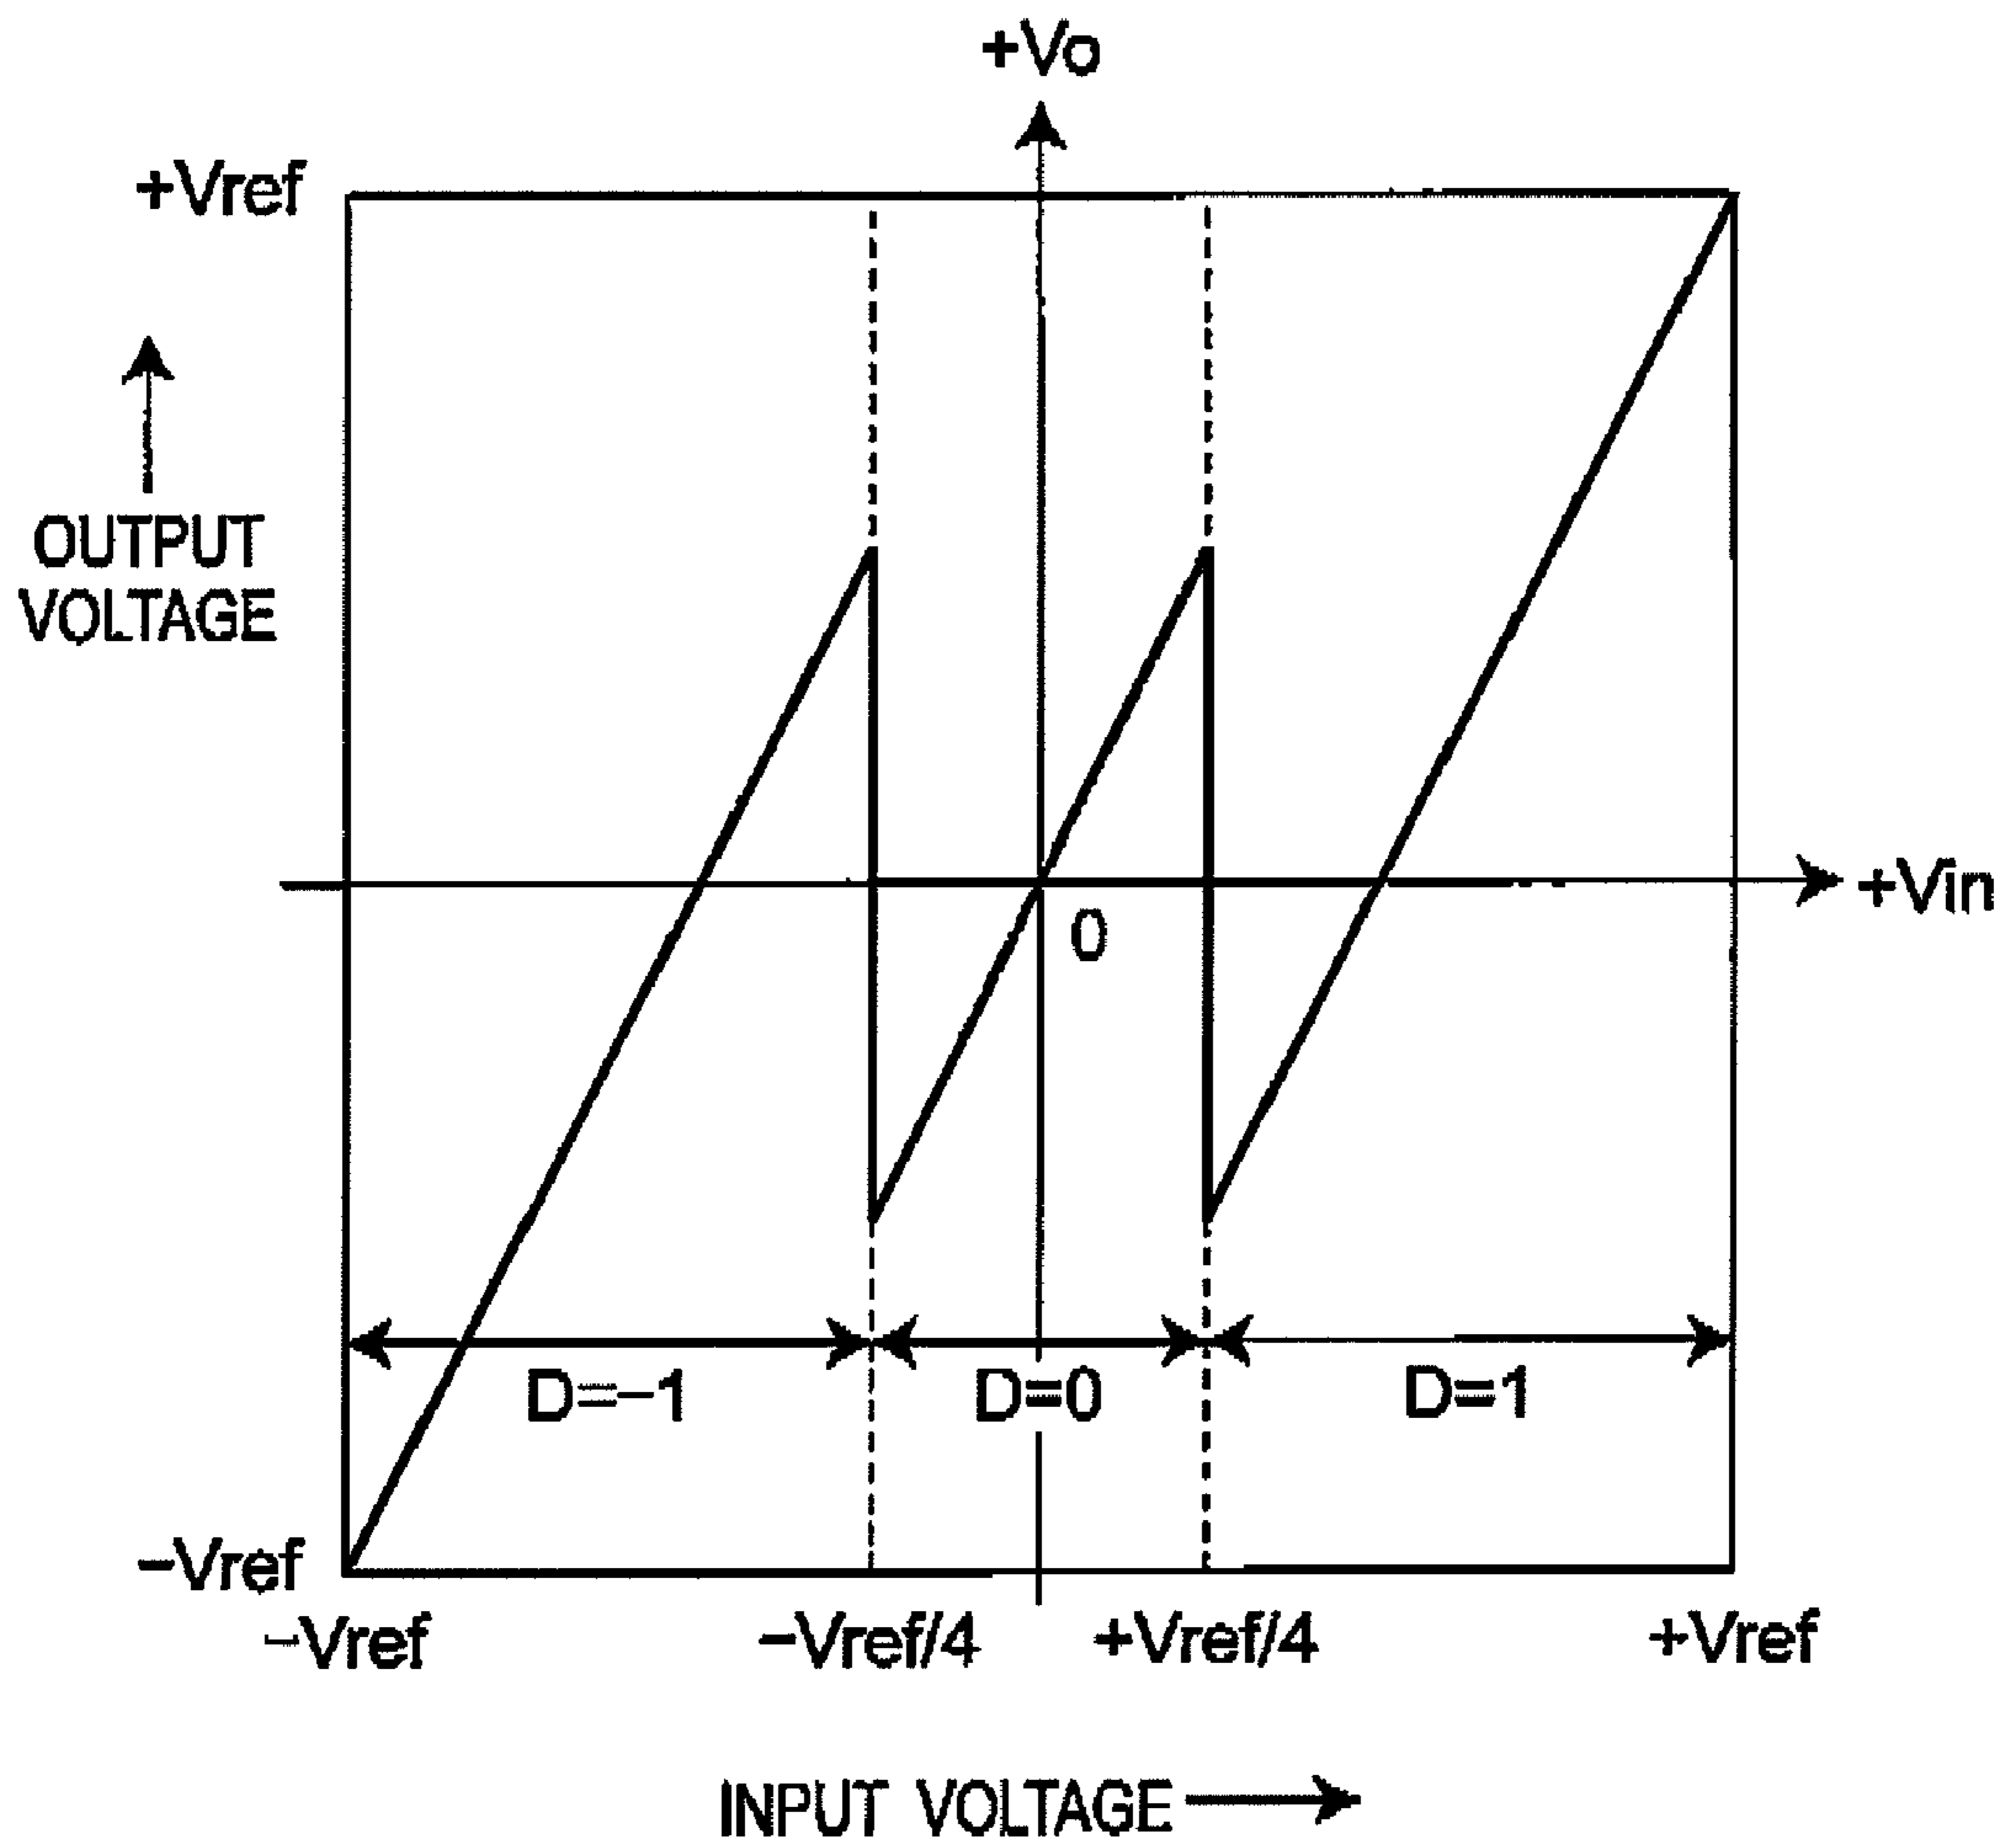 +Vo
+Vref
OUTPUT
VOLTAGE
+Vin
0
D=−1
D=0
D=1
−Vref
−Vref
−Vref/4
+Vref/4
+Vref
INPUT VOLTAGE